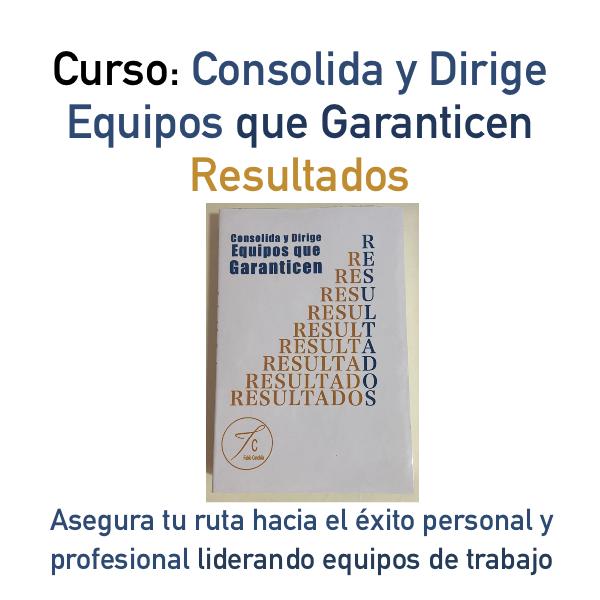 Curso: Consolida y Dirige
Equipos que Garanticen
Resultados
Consolida y Dirige
Equipos que
Garanticen
R
RE
RES
RESU
RESUL
RESULT
RESULTA
RESULTAD
RESULTADO
RESULTADOS
RESULTADOS
Asegura tu ruta hacia el éxito personal y
profesional liderando equipos de trabajo